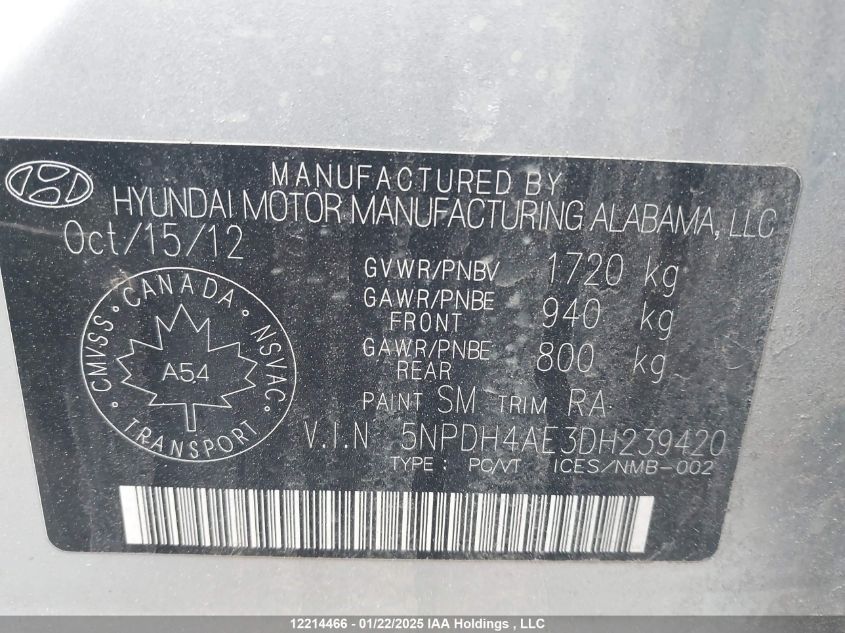 MANUFACTURED BY
HYUNDAI MOTOR MANUFACTURING ALABAMA, LLC
Oct/15/12
GVWR/PNBV 1720 kg
GAWR/PNBE FRONT 940 kg
GAWR/PNBE REAR 800 kg
CANADA
CMVSS
NSVAC
A54
TRANSPORT
PAINT SM TRIM RA
V.I.N 5NPDH4AE3DH239420
TYPE : PC/VT ICES/NMB-002
12214466 - 01/22/2025 IAA Holdings , LLC